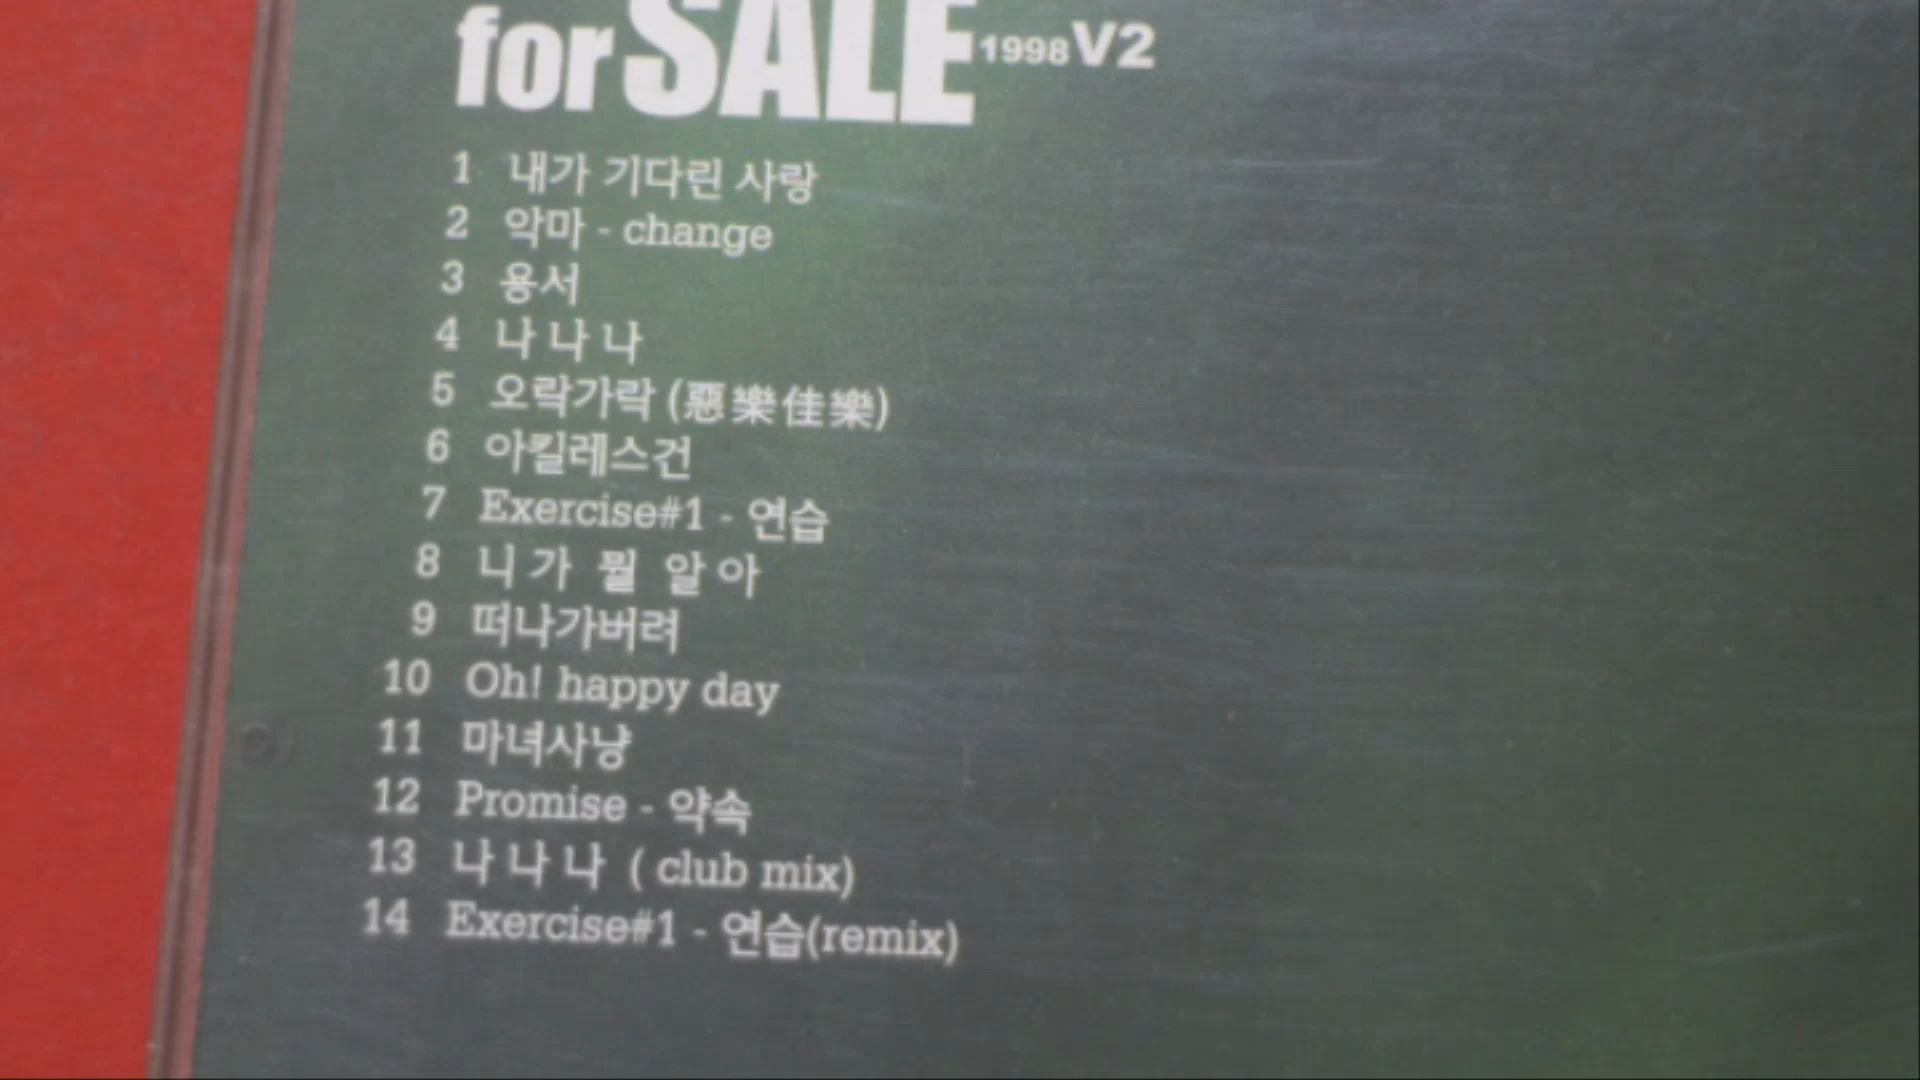 for SALE 1998 V2
1 내가 기다린 사랑
2 악마 - change
3 용서
4 나 나 나
5 오락가락 (惡樂佳樂)
6 아킬레스건
7 Exercise#1 - 연습
8 니 가 뭘 알 아
9 떠나가버려
10 Oh! happy day
11 마녀사냥
12 Promise - 약속
13 나 나 나 ( club mix)
14 Exercise#1 - 연습(remix)